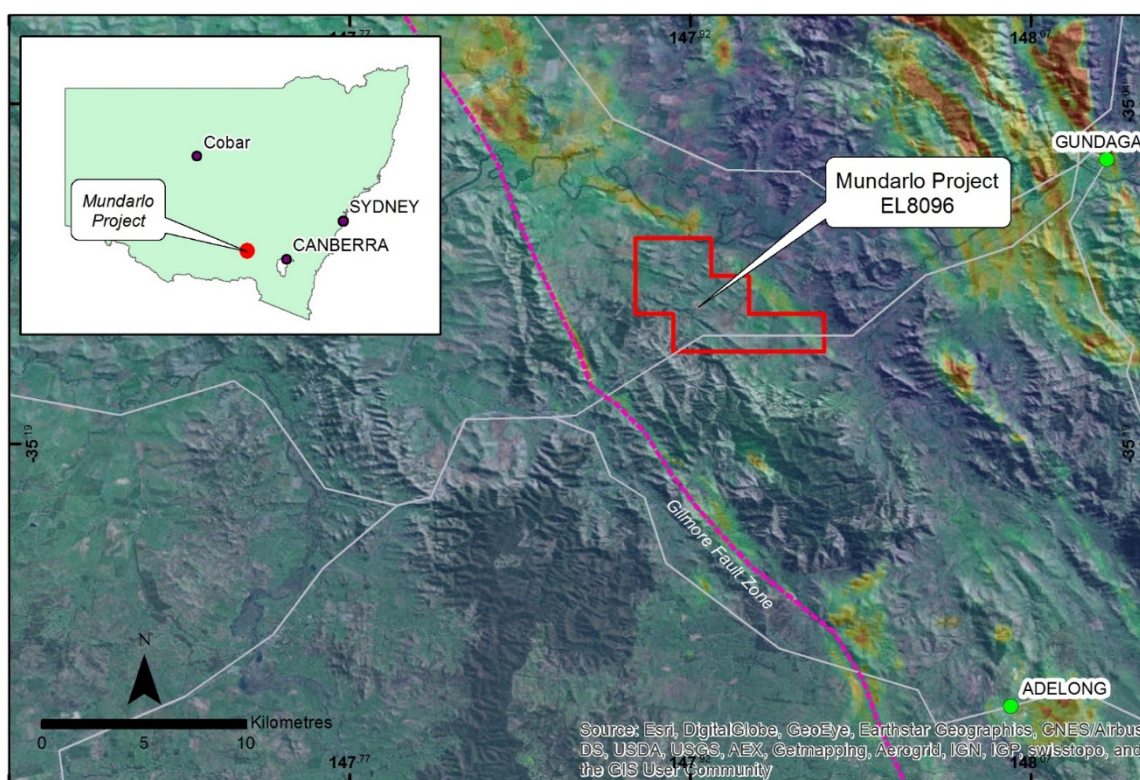 147.77
147.92
148.07
-35.04
Cobar
Mundarlo
Project
SYDNEY
CANBERRA
GUNDAGA
Mundarlo Project
EL8096
-35.19
-35.19
Gilmore Fault Zone
N
Kilometres
0 5 10
ADELONG
Source: Esri, DigitalGlobe, GeoEye, Earthstar Geographics, CNES/Airbus
DS, USDA, USGS, AEX, Getmapping, Aerogrid, IGN, IGP, swisstopo, and
the GIS User Community
147.77
147.92
148.07